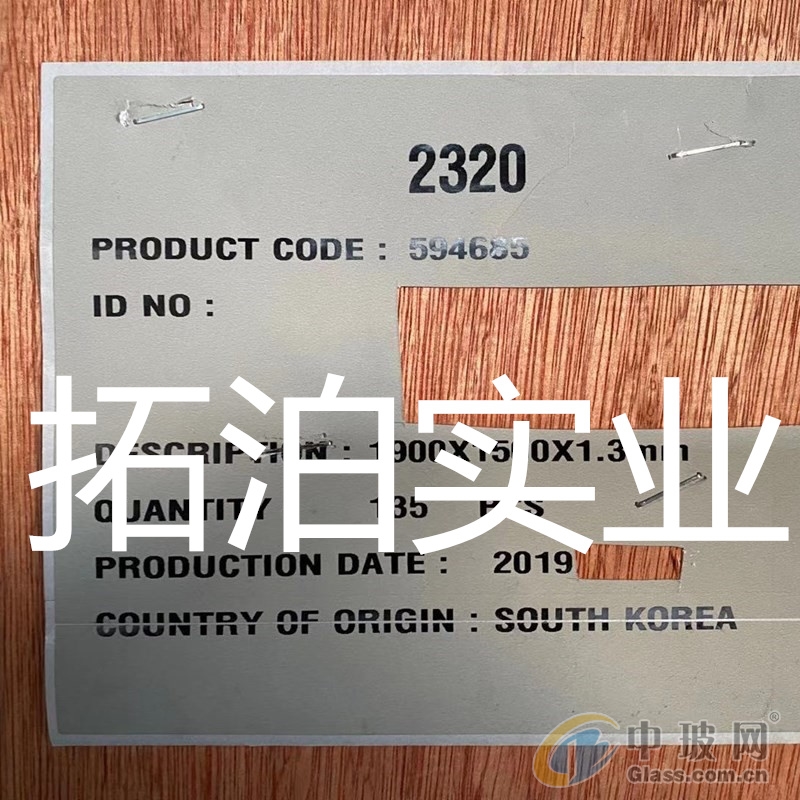 2320
PRODUCT CODE : 594685
ID NO :
拓泊实业
DESCRIPTION : 1900X1500X1.3mm
QUANTITY 135 PCS
PRODUCTION DATE : 2019
COUNTRY OF ORIGIN : SOUTH KOREA
中玻网®
Glass.com.cn